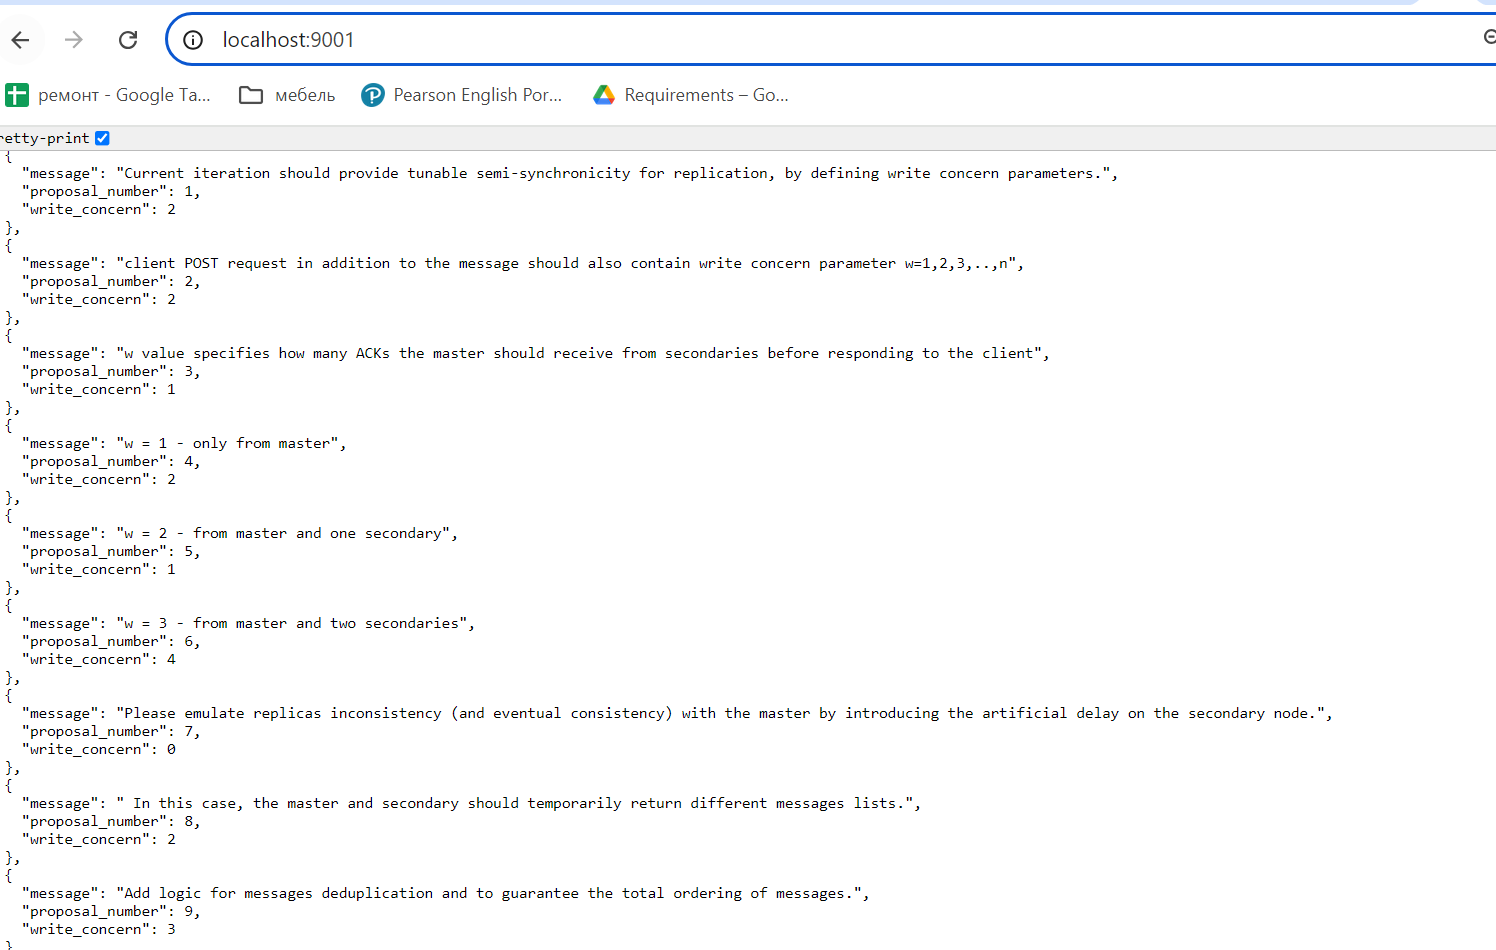 localhost:9001
ремонт - Google Ta...
мебель
Pearson English Por...
Requirements – Go...
retty-print
{
"message": "Current iteration should provide tunable semi-synchronicity for replication, by defining write concern parameters.",
"proposal_number": 1,
"write_concern": 2
},
{
"message": "client POST request in addition to the message should also contain write concern parameter w=1,2,3,..,n",
"proposal_number": 2,
"write_concern": 2
},
{
"message": "w value specifies how many ACKs the master should receive from secondaries before responding to the client",
"proposal_number": 3,
"write_concern": 1
},
{
"message": "w = 1 - only from master",
"proposal_number": 4,
"write_concern": 2
},
{
"message": "w = 2 - from master and one secondary",
"proposal_number": 5,
"write_concern": 1
},
{
"message": "w = 3 - from master and two secondaries",
"proposal_number": 6,
"write_concern": 4
},
{
"message": "Please emulate replicas inconsistency (and eventual consistency) with the master by introducing the artificial delay on the secondary node.",
"proposal_number": 7,
"write_concern": 0
},
{
"message": " In this case, the master and secondary should temporarily return different messages lists.",
"proposal_number": 8,
"write_concern": 2
},
{
"message": "Add logic for messages deduplication and to guarantee the total ordering of messages.",
"proposal_number": 9,
"write_concern": 3
}